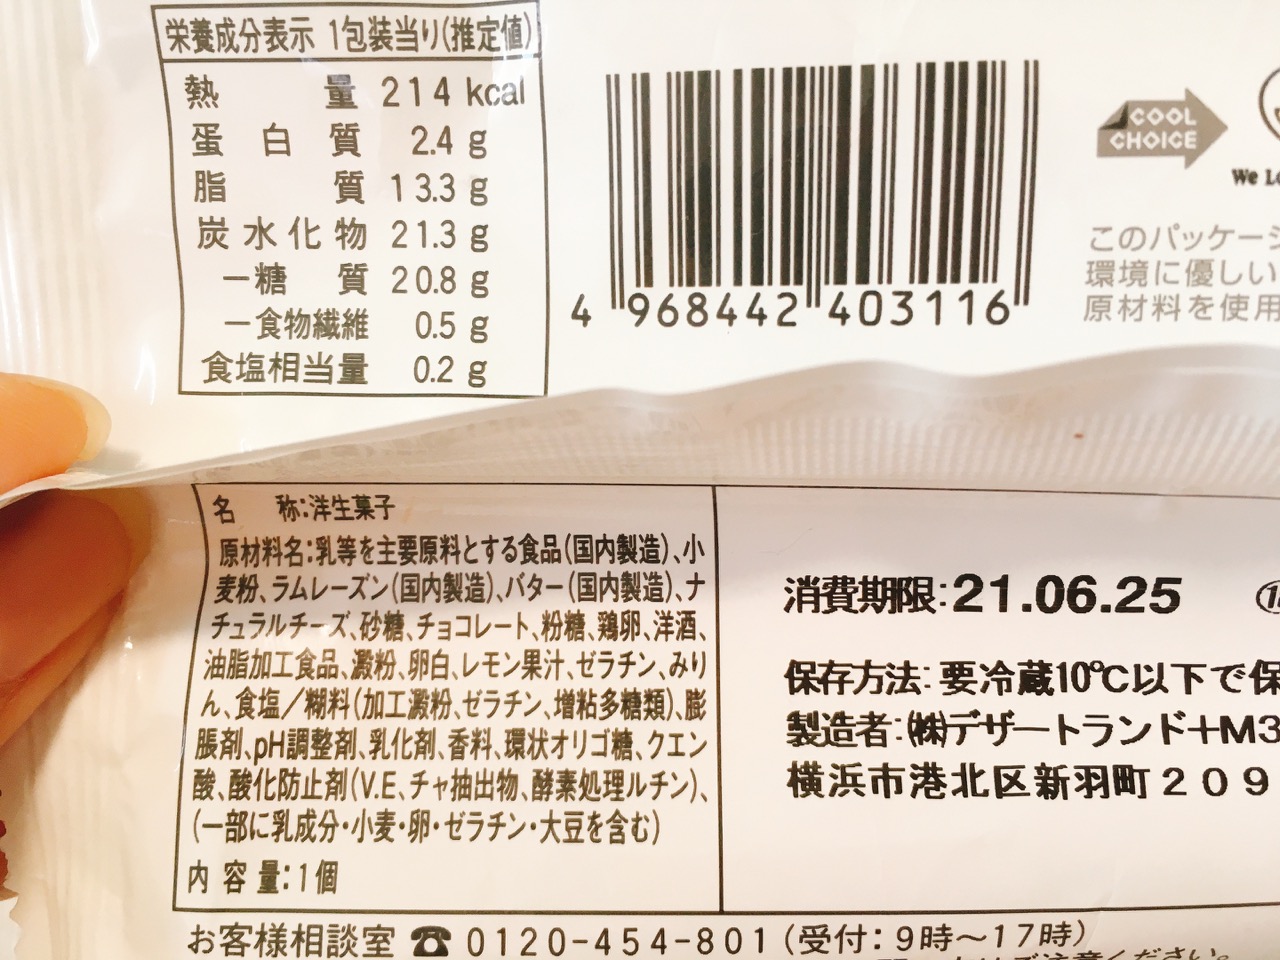 栄養成分表示 1包装当り(推定値)
熱量 214 kcal
蛋白質 2.4 g
脂質 13.3 g
炭水化物 21.3 g
－糖質 20.8 g
－食物繊維 0.5 g
食塩相当量 0.2 g
4 968442 403116
COOL
CHOICE
We Lo
このパッケージ
環境に優しい
原材料を使用
名称:洋生菓子
原材料名:乳等を主要原料とする食品(国内製造)、小
麦粉、ラムレーズン(国内製造)、バター(国内製造)、ナ
チュラルチーズ、砂糖、チョコレート、粉糖、鶏卵、洋酒、
油脂加工食品、澱粉、卵白、レモン果汁、ゼラチン、みり
ん、食塩／糊料(加工澱粉、ゼラチン、増粘多糖類)、膨
脹剤、pH調整剤、乳化剤、香料、環状オリゴ糖、クエン
酸、酸化防止剤(V.E、チャ抽出物、酵素処理ルチン)、
(一部に乳成分・小麦・卵・ゼラチン・大豆を含む)
内容量:1個
消費期限:21.06.25
保存方法:要冷蔵10℃以下で保
製造者:㈱デザートランド＋M3
横浜市港北区新羽町２０９
お客様相談室 ☎ 0120-454-801 (受付:9時～17時)